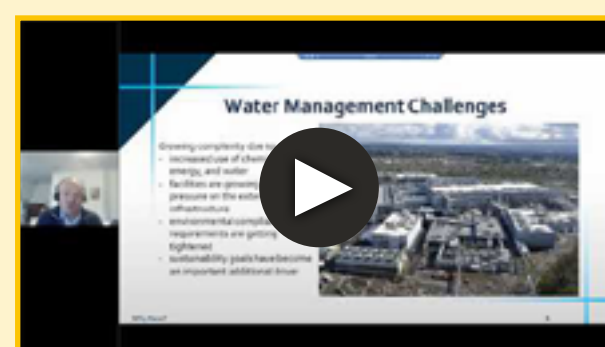 Water Management Challenges
Growing complexity due to
- increased use of
energy, and water
- facilities are growing
pressure on the
infrastructure
- environmental
requirements are getting
tightened
- sustainability goals have become
an important additional driver